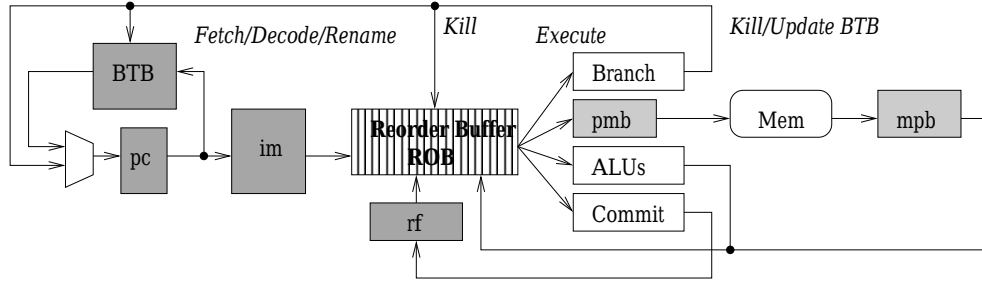 Fetch/Decode/Rename
Kill
Execute
Kill/Update BTB
BTB
Branch
pc
im
Reorder Buffer
ROB
pmb
Mem
mpb
ALUs
rf
Commit